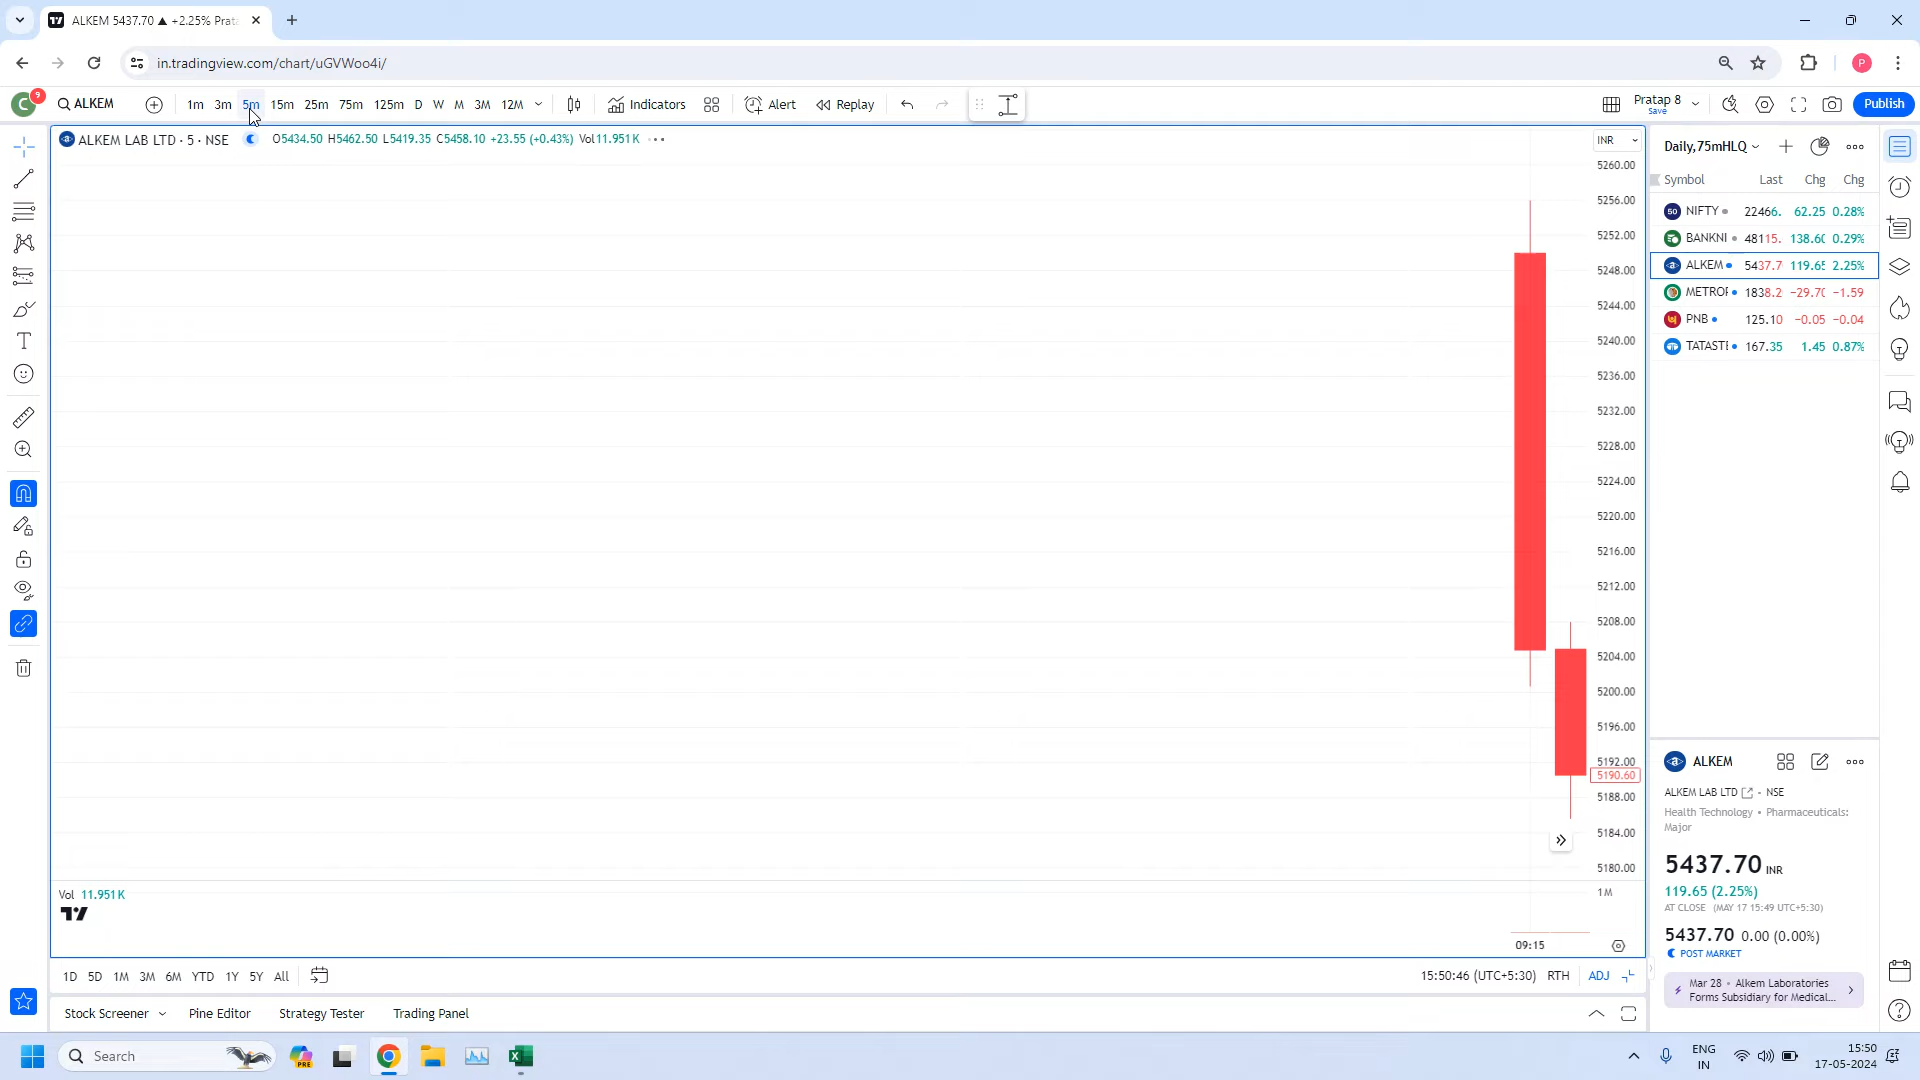 ALKEM 5437.70 ▲ +2.25% Prata
in.tradingview.com/chart/uGVWoo4i/
P
C 9 ALKEM 1m 3m 5m 15m 25m 75m 125m D W M 3M 12M Indicators Alert Replay Pratap 8 Publish
Save
ALKEM LAB LTD · 5 · NSE O5434.50 H5462.50 L5419.35 C5458.10 +23.55 (+0.43%) Vol11.951K
INR
5260.00
5256.00
5252.00
5248.00
5244.00
5240.00
5236.00
5232.00
5228.00
5224.00
5220.00
5216.00
5212.00
5208.00
5204.00
5200.00
5196.00
5192.00
5190.60
5188.00
5184.00
5180.00
Vol 11.951K
1M
09:15
Daily,75mHLQ
Symbol Last Chg Chg
50 NIFTY 22466. 62.25 0.28%
BANKNI 48115. 138.60 0.29%
ALKEM 5437.7 119.65 2.25%
METROP 1838.2 −29.70 −1.59
PNB 125.10 −0.05 −0.04
TATASTE 167.35 1.45 0.87%
ALKEM
ALKEM LAB LTD • NSE
Health Technology • Pharmaceuticals:
Major
5437.70 INR
119.65 (2.25%)
AT CLOSE (MAY 17 15:49 UTC+5:30)
5437.70 0.00 (0.00%)
POST MARKET
Mar 28 • Alkem Laboratories
Forms Subsidiary for Medical...
1D 5D 1M 3M 6M YTD 1Y 5Y All 15:50:46 (UTC+5:30) RTH ADJ
Stock Screener Pine Editor Strategy Tester Trading Panel
Search
PRE
ENG
IN
15:50
17-05-2024